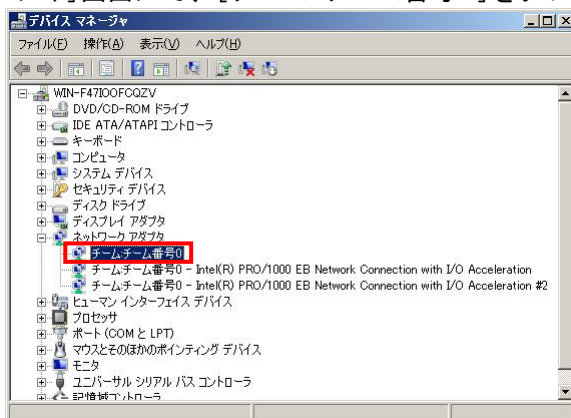 デバイス マネージャ
ファイル(F) 操作(A) 表示(V) ヘルプ(H)
WIN-F47IOOFCQZV
DVD/CD-ROM ドライブ
IDE ATA/ATAPI コントローラ
キーボード
コンピュータ
システム デバイス
セキュリティ デバイス
ディスク ドライブ
ディスプレイ アダプタ
ネットワーク アダプタ
チーム:チーム番号0
チーム:チーム番号0 - Intel(R) PRO/1000 EB Network Connection with I/O Acceleration
チーム:チーム番号0 - Intel(R) PRO/1000 EB Network Connection with I/O Acceleration #2
ヒューマン インターフェイス デバイス
プロセッサ
ポート (COM と LPT)
マウスとそのほかのポインティング デバイス
モニタ
ユニバーサル シリアル バス コントローラ
記憶域コントローラ